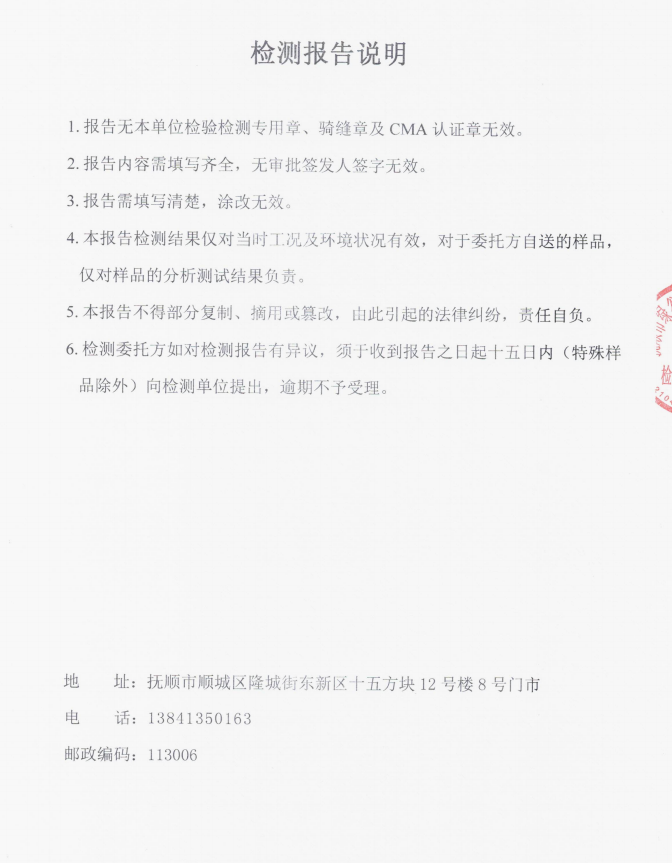 检测报告说明
1. 报告无本单位检验检测专用章、骑缝章及 CMA 认证章无效。
2. 报告内容需填写齐全，无审批签发人签字无效。
3. 报告需填写清楚，涂改无效。
4. 本报告检测结果仅对当时工况及环境状况有效，对于委托方自送的样品，
仅对样品的分析测试结果负责。
5. 本报告不得部分复制、摘用或篡改，由此引起的法律纠纷，责任自负。
6. 检测委托方如对检测报告有异议，须于收到报告之日起十五日内（特殊样
品除外）向检测单位提出，逾期不予受理。
检
地 址：抚顺市顺城区隆城街东新区十五方块 12 号楼 8 号门市
电 话：13841350163
邮政编码：113006